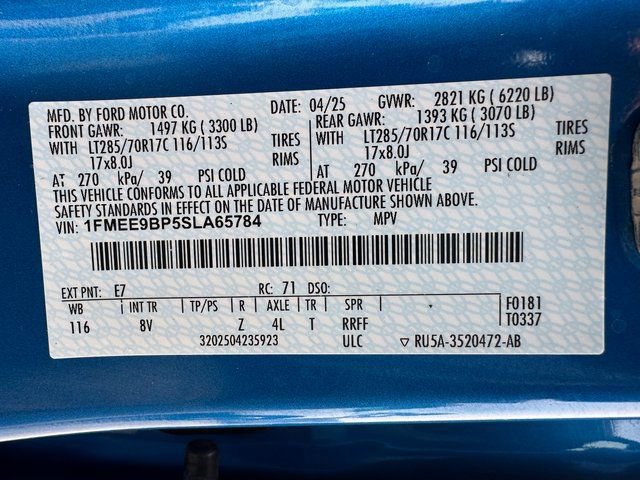 MFD. BY FORD MOTOR CO. DATE: 04/25 GVWR: 2821 KG ( 6220 LB)
FRONT GAWR: 1497 KG ( 3300 LB) REAR GAWR: 1393 KG ( 3070 LB)
WITH LT285/70R17C 116/113S TIRES WITH LT285/70R17C 116/113S TIRES
17x8.0J RIMS 17x8.0J RIMS
AT 270 kPa/ 39 PSI COLD AT 270 kPa/ 39 PSI COLD
THIS VEHICLE CONFORMS TO ALL APPLICABLE FEDERAL MOTOR VEHICLE
SAFETY STANDARDS IN EFFECT ON THE DATE OF MANUFACTURE SHOWN ABOVE.
VIN: 1FMEE9BP5SLA65784 TYPE: MPV
EXT PNT: E7 RC: 71 DSO:
WB INT TR TP/PS R AXLE TR SPR F0181
116 8V Z 4L T RRFF T0337
3202504235923 ULC ▼ RU5A-3520472-AB